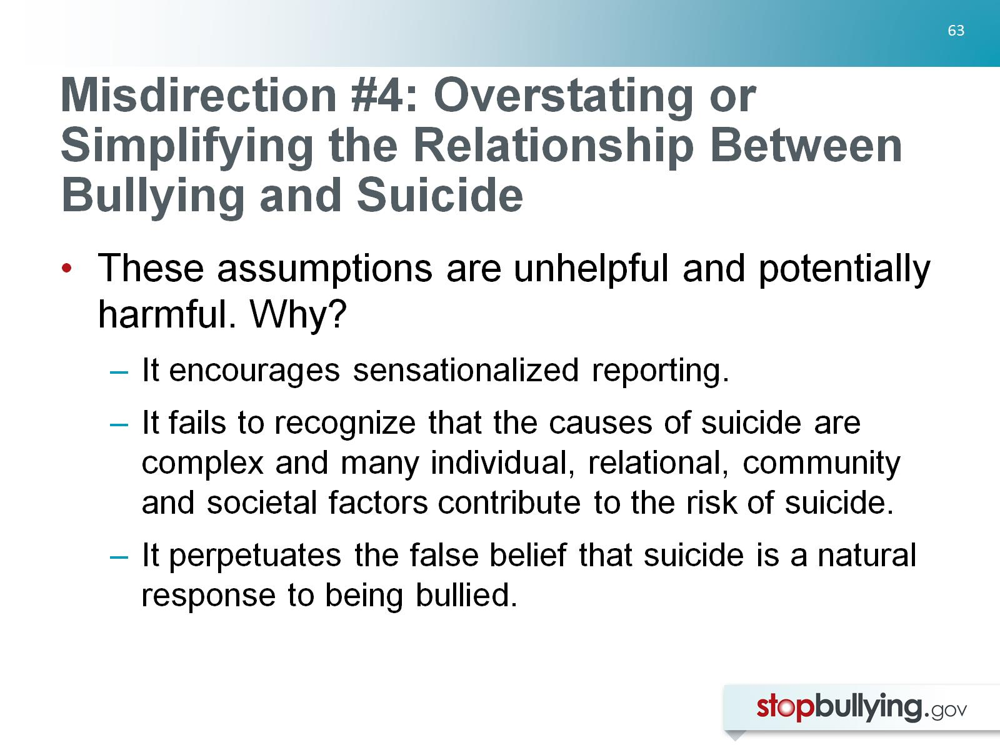 63
Misdirection #4: Overstating or
Simplifying the Relationship Between
Bullying and Suicide
• These assumptions are unhelpful and potentially
harmful. Why?
– It encourages sensationalized reporting.
– It fails to recognize that the causes of suicide are
complex and many individual, relational, community
and societal factors contribute to the risk of suicide.
– It perpetuates the false belief that suicide is a natural
response to being bullied.
stopbullying.gov